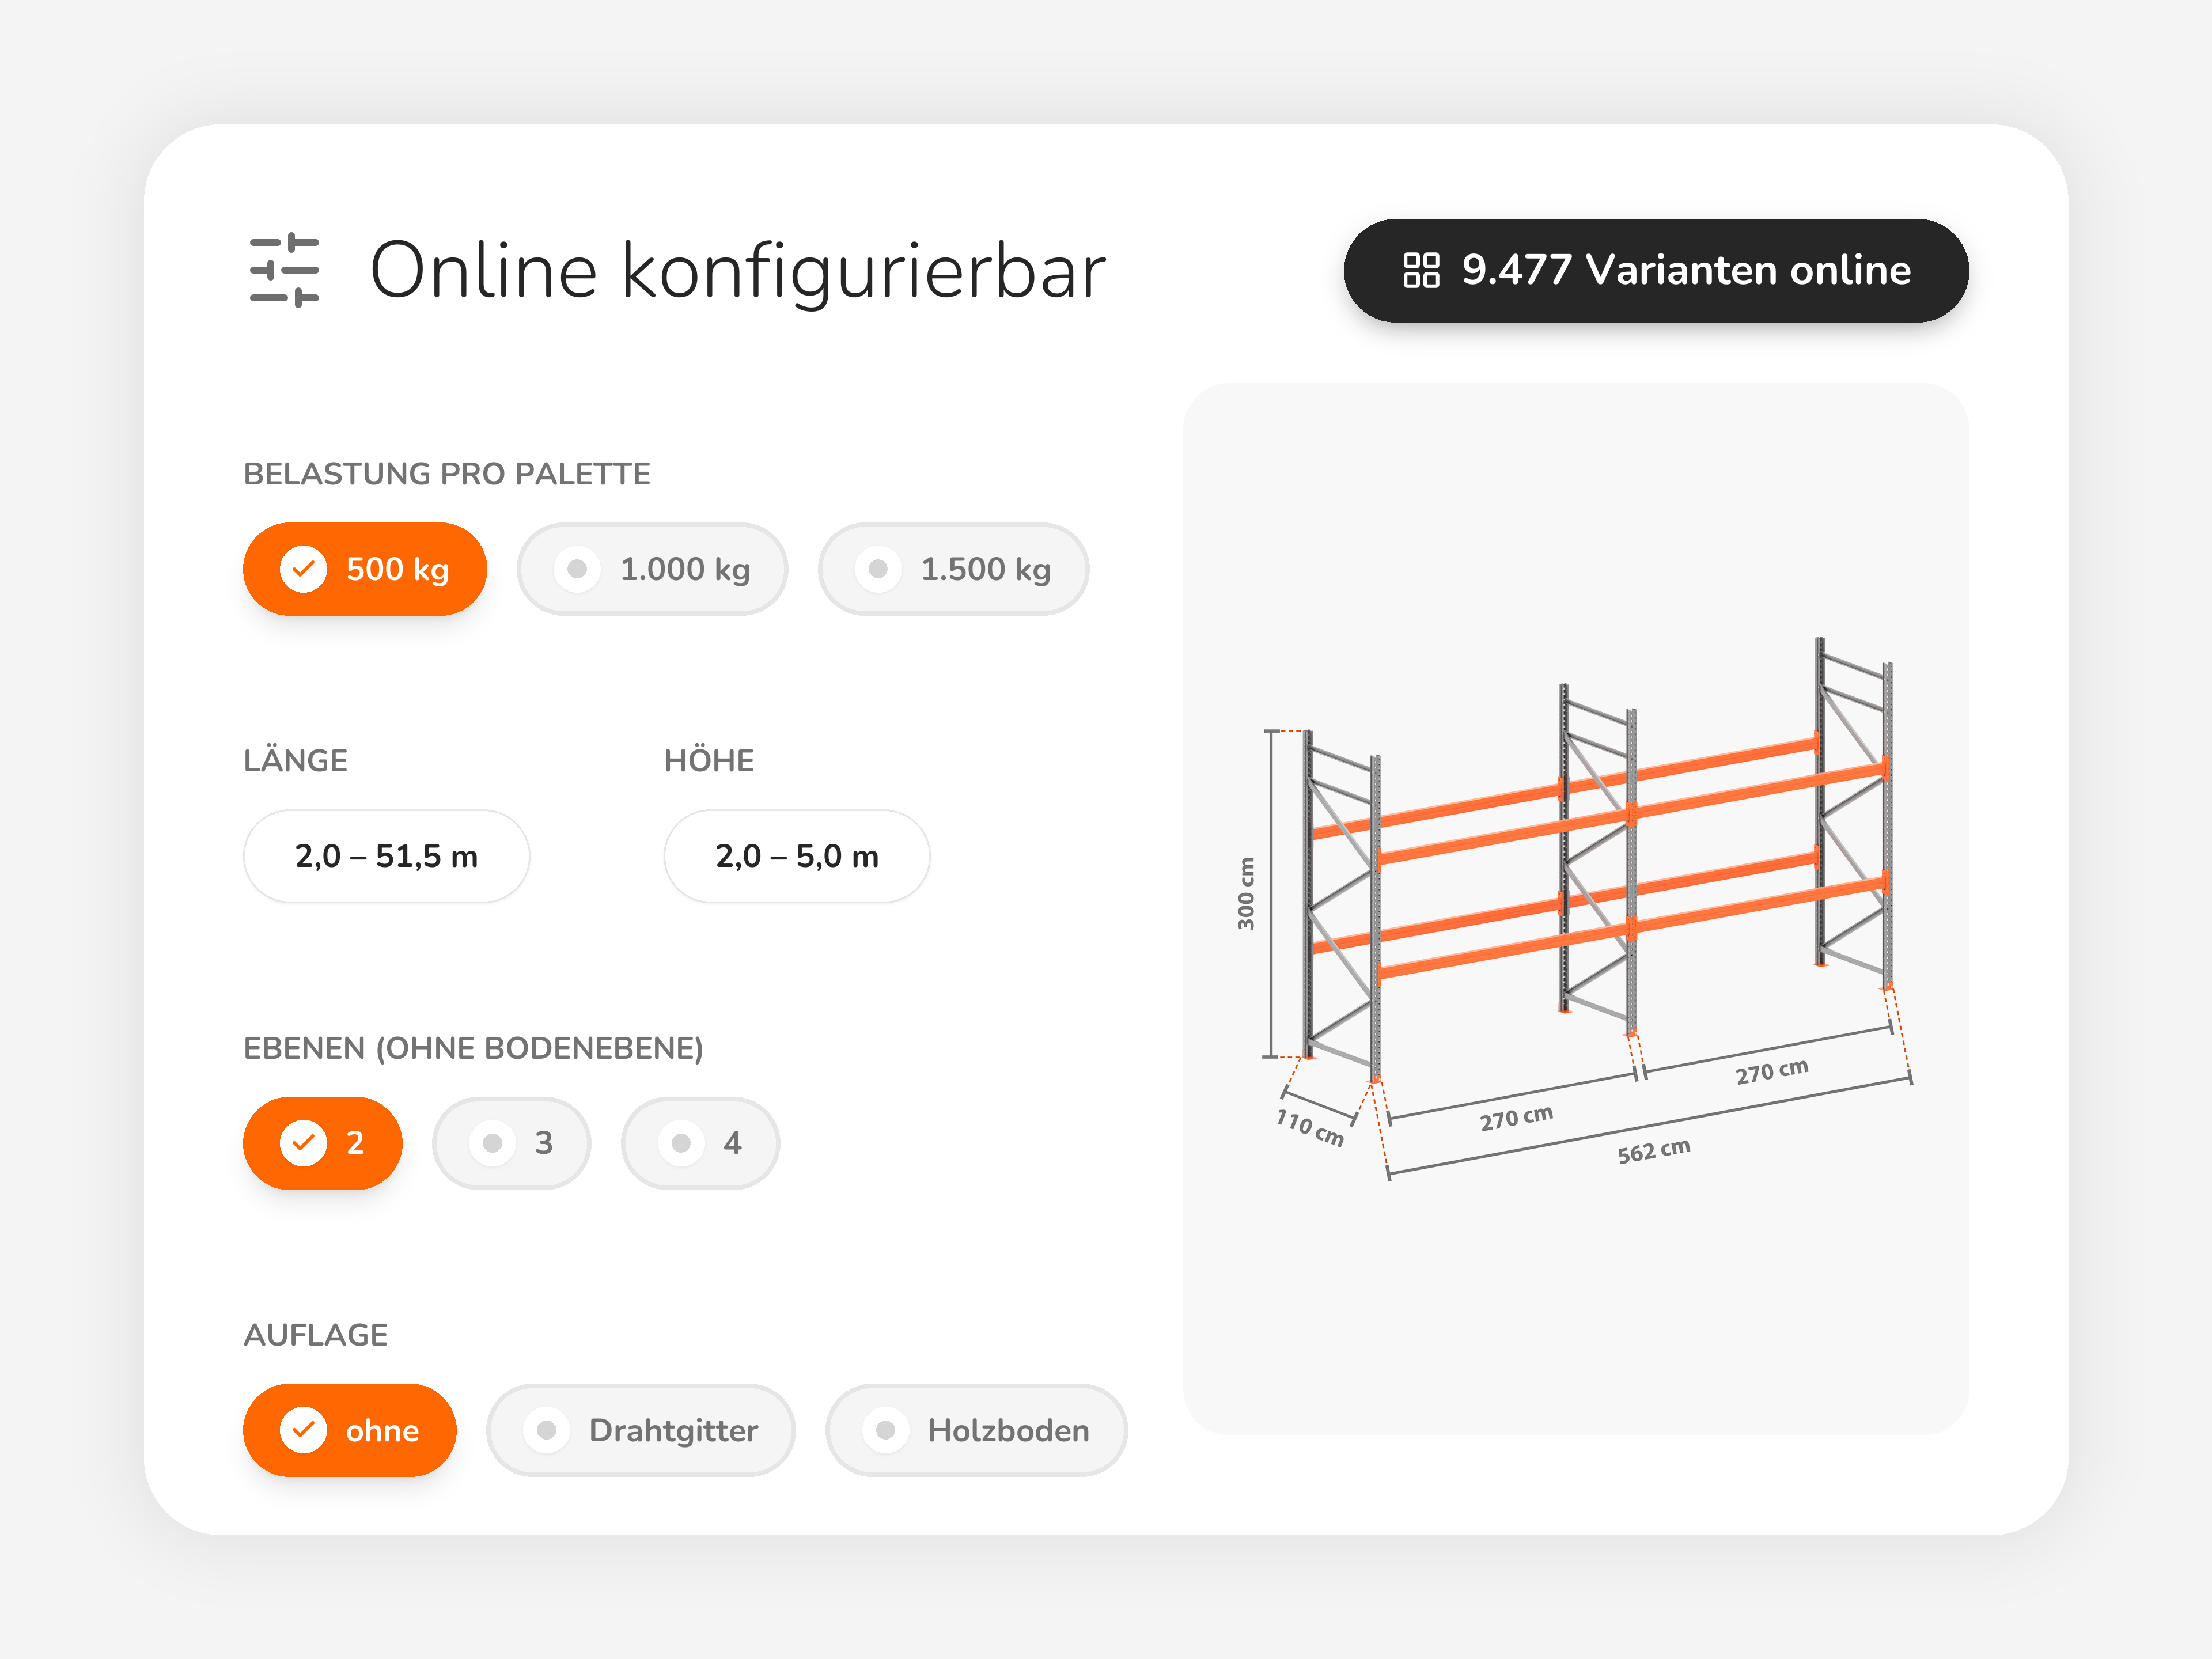 Online konfigurierbar
9.477 Varianten online
BELASTUNG PRO PALETTE
500 kg
1.000 kg
1.500 kg
LÄNGE
HÖHE
2,0 – 51,5 m
2,0 – 5,0 m
EBENEN (OHNE BODENEBENE)
2
3
4
AUFLAGE
ohne
Drahtgitter
Holzboden
300 cm
110 cm
270 cm
270 cm
562 cm